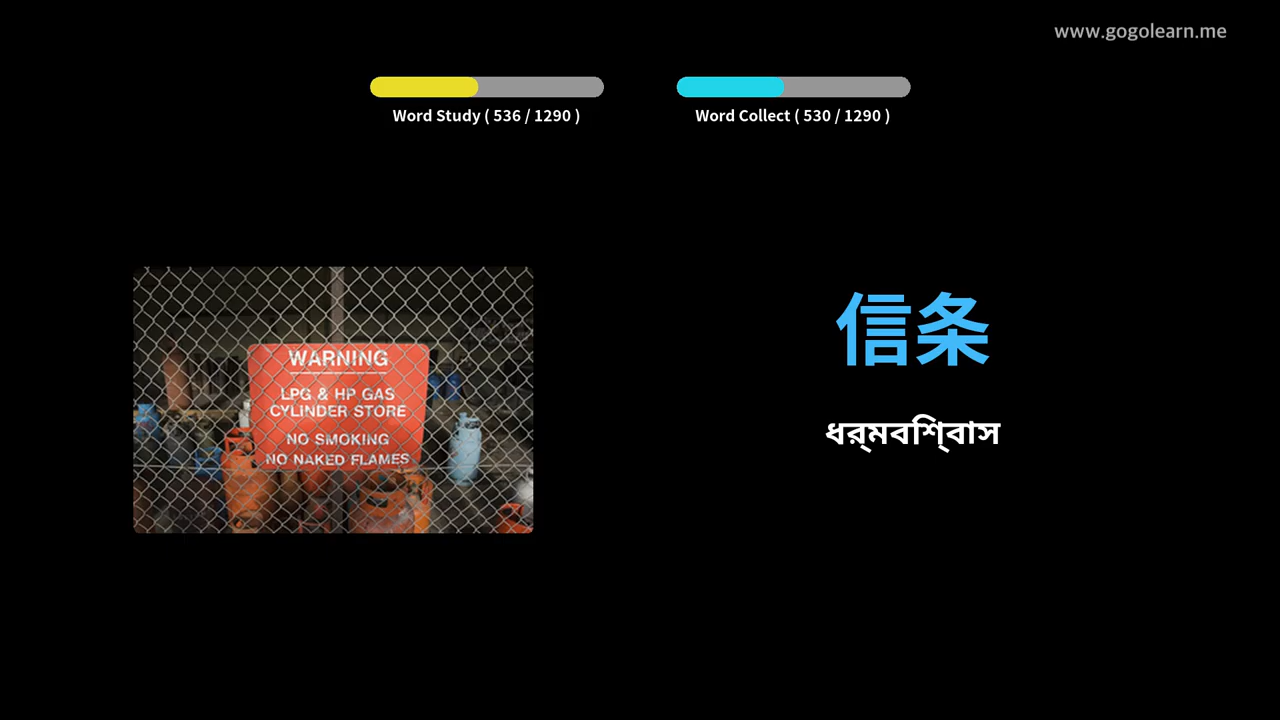 www.gogolearn.me
Word Study ( 536 / 1290 )
Word Collect ( 530 / 1290 )
WARNING
LPG & HP GAS
CYLINDER STORE
NO SMOKING
NO NAKED FLAMES
信条
ধর্মবিশ্বাস